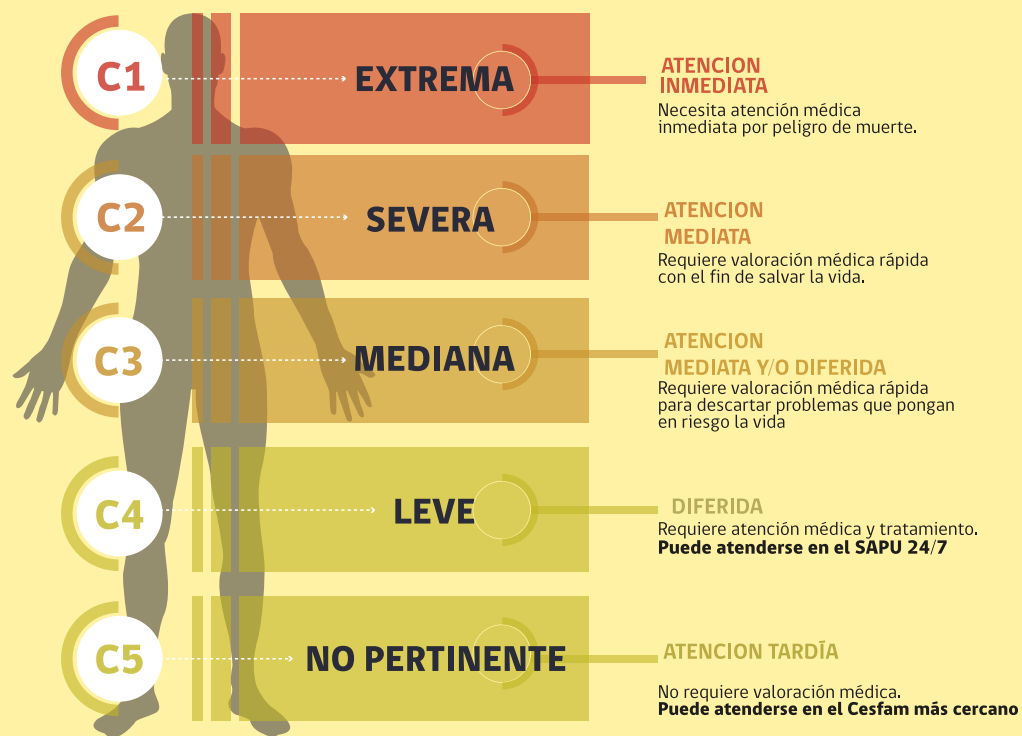 C1
EXTREMA
ATENCION
INMEDIATA
Necesita atención médica
inmediata por peligro de muerte.
C2
SEVERA
ATENCION
MEDIATA
Requiere valoración médica rápida
con el fin de salvar la vida.
C3
MEDIANA
ATENCION
MEDIATA Y/O DIFERIDA
Requiere valoración médica rápida
para descartar problemas que pongan
en riesgo la vida
C4
LEVE
DIFERIDA
Requiere atención médica y tratamiento.
Puede atenderse en el SAPU 24/7
C5
NO PERTINENTE
ATENCION TARDÍA
No requiere valoración médica.
Puede atenderse en el Cesfam más cercano